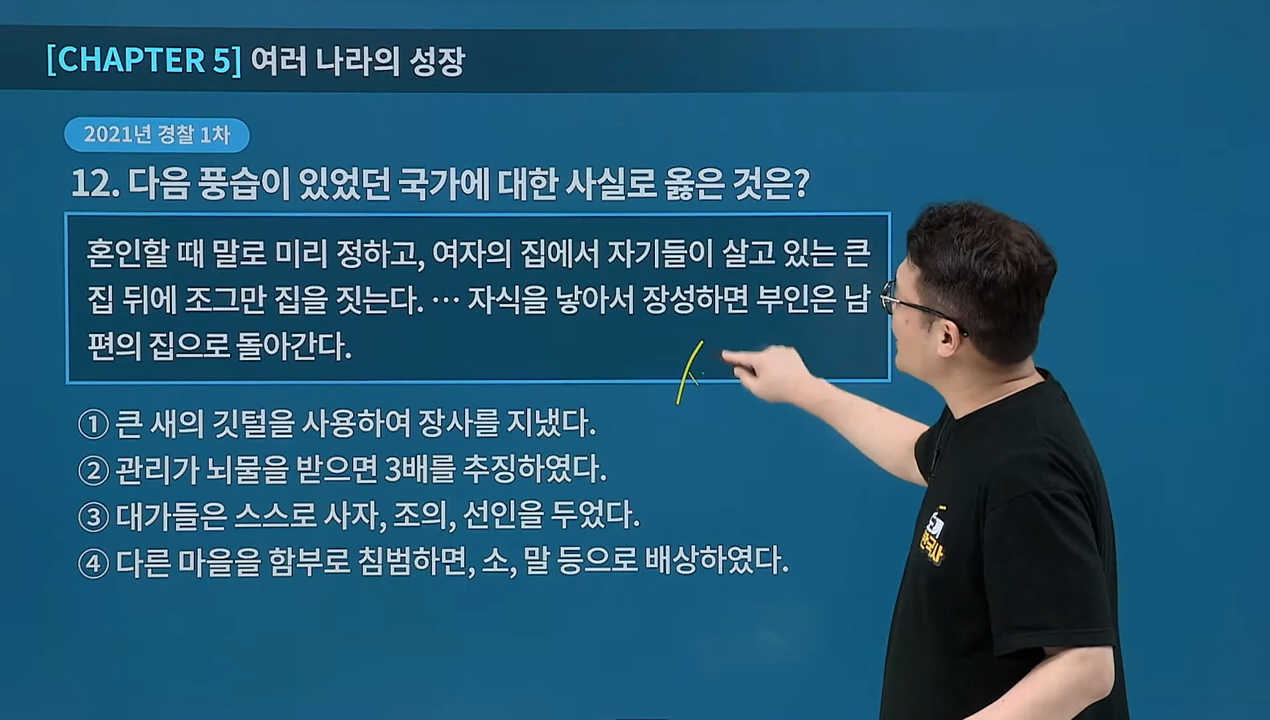 [CHAPTER 5] 여러 나라의 성장
2021년 경찰 1차
12. 다음 풍습이 있었던 국가에 대한 사실로 옳은 것은?
혼인할 때 말로 미리 정하고, 여자의 집에서 자기들이 살고 있는 큰
집 뒤에 조그만 집을 짓는다. … 자식을 낳아서 장성하면 부인은 남
편의 집으로 돌아간다.
① 큰 새의 깃털을 사용하여 장사를 지냈다.
② 관리가 뇌물을 받으면 3배를 추징하였다.
③ 대가들은 스스로 사자, 조의, 선인을 두었다.
④ 다른 마을을 함부로 침범하면, 소, 말 등으로 배상하였다.
한국사